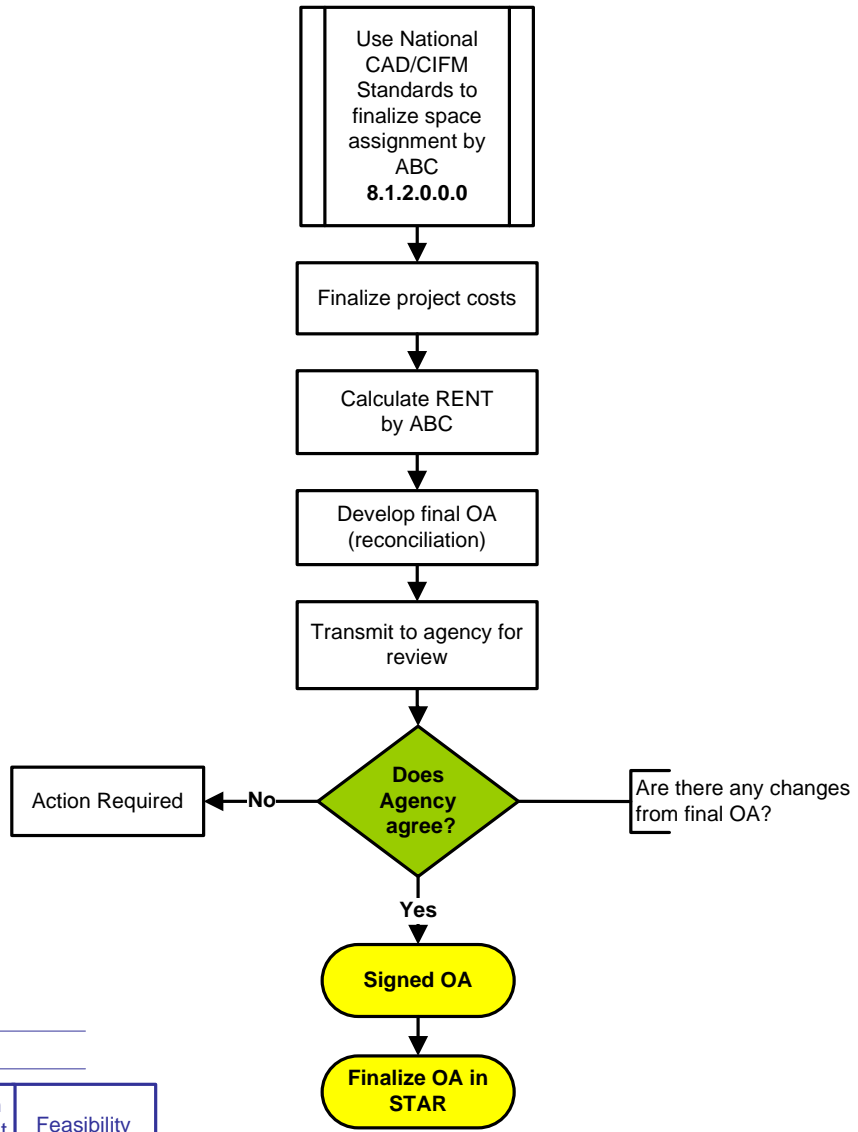 Use National
CAD/CIFM
Standards to
finalize space
assignment by
ABC
8.1.2.0.0.0
Finalize project costs
Calculate RENT
by ABC
Develop final OA
(reconciliation)
Transmit to agency for
review
Does
Agency
agree?
No
Action Required
Are there any changes
from final OA?
Yes
Signed OA
Finalize OA in
STAR
Feasibility